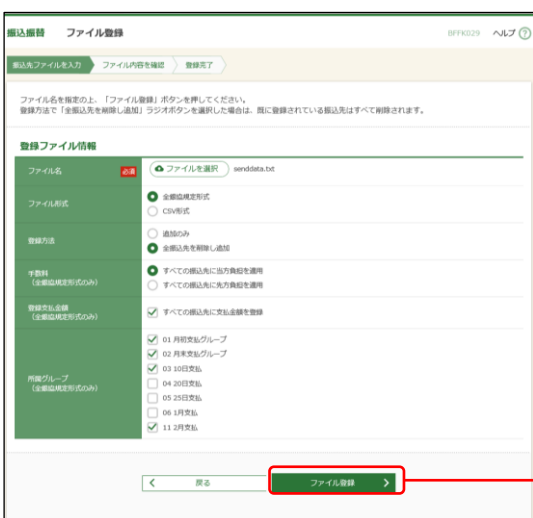 振込振替 ファイル登録 BFFK029 ヘルプ ?
振込先ファイルを入力 ファイル内容を確認 登録完了
ファイル名を指定の上、「ファイル登録」ボタンを押してください。
登録方法で「全振込先を削除し追加」ラジオボタンを選択した場合は、既に登録されている振込先はすべて削除されます。
登録ファイル情報
ファイル名 必須 ファイルを選択 senddata.txt
ファイル形式
全銀協規定形式
CSV形式
登録方法
追加のみ
全振込先を削除し追加
手数料
（全銀協規定形式のみ）
すべての振込先に当方負担を適用
すべての振込先に先方負担を適用
登録支払金額
（全銀協規定形式のみ）
すべての振込先に支払金額を登録
所属グループ
（全銀協規定形式のみ）
01 月初支払グループ
02 月末支払グループ
03 10日支払
04 20日支払
05 25日支払
06 1月支払
11 2月支払
戻る ファイル登録